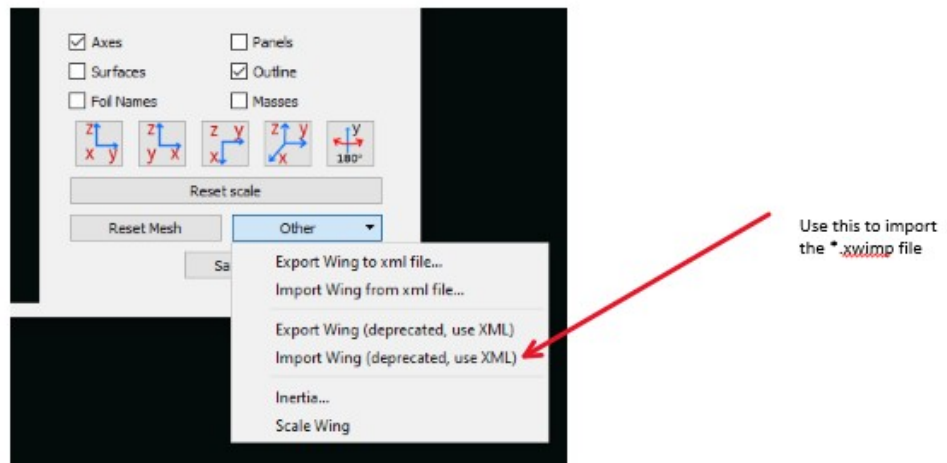 Axes
Panels
Surfaces
Outline
Foil Names
Masses
Z x y
Z y x
z y x
Z y x
y 180°
Reset scale
Reset Mesh
Other
Sa
Export Wing to xml file...
Import Wing from xml file...
Export Wing (deprecated, use XML)
Import Wing (deprecated, use XML)
Inertia...
Scale Wing
Use this to import
the *.xwimp file